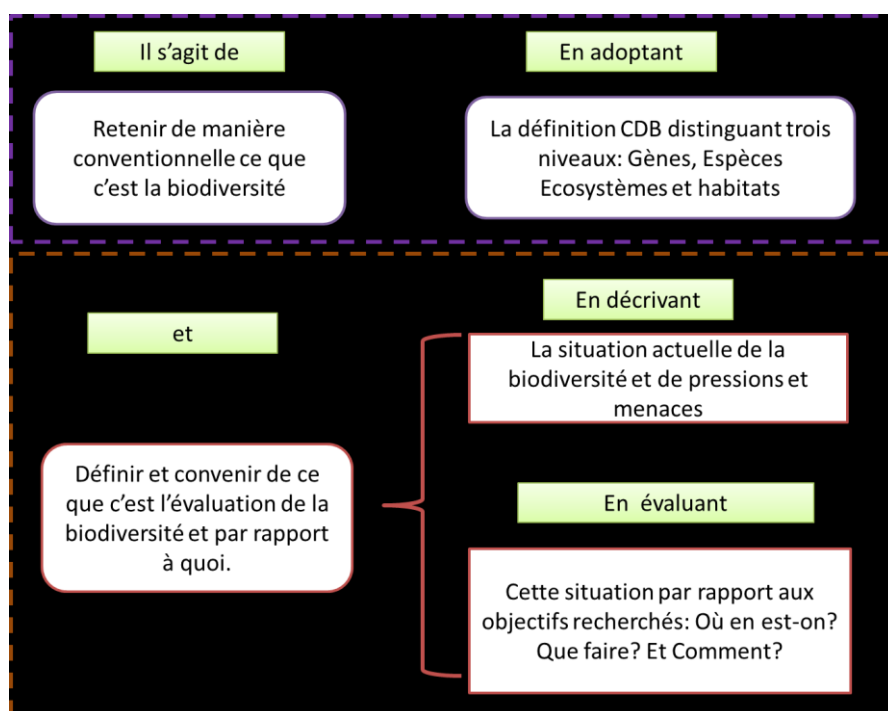 Il s’agit de
Retenir de manière
conventionnelle ce que
c’est la biodiversité
En adoptant
La définition CDB distinguant trois
niveaux: Gènes, Espèces
Ecosystèmes et habitats
et
Définir et convenir de ce
que c’est l’évaluation de la
biodiversité et par rapport
à quoi.
En décrivant
La situation actuelle de la
biodiversité et de pressions et
menaces
En évaluant
Cette situation par rapport aux
objectifs recherchés: Où en est-on?
Que faire? Et Comment?